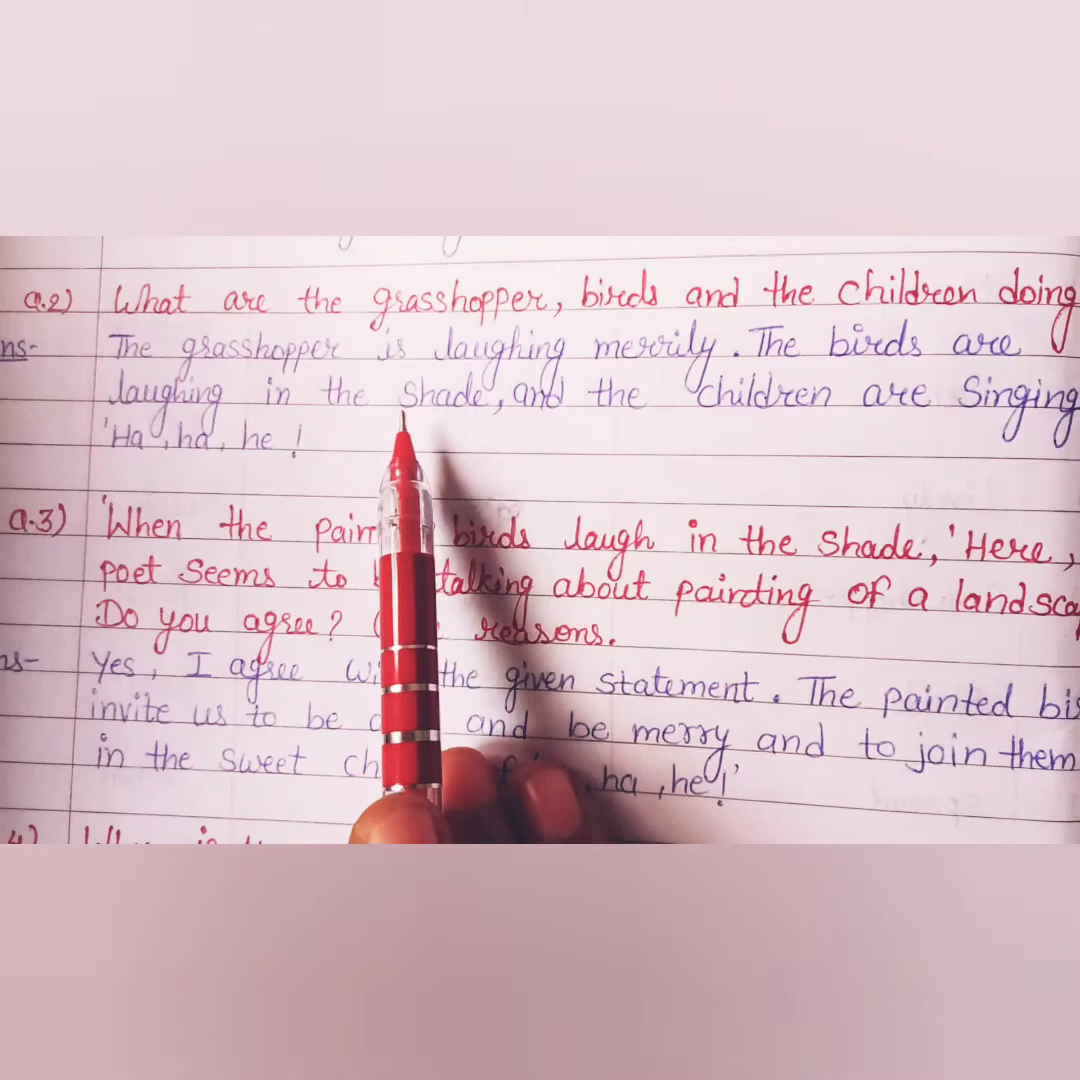 Q.2) What are the grasshopper, birds and the children doing
ns- The grasshopper is laughing merrily. The birds are
laughing in the shade, and the children are Singing
'Ha, ha, he!
Q.3) 'When the birds laugh in the shade,' Here,
poet seems to talking about painting of a
Do you agree? reasons.
ns- Yes, I agree the given statement. The painted
invite us to be and be merry and to join them
in the sweet ha, he!'
4)